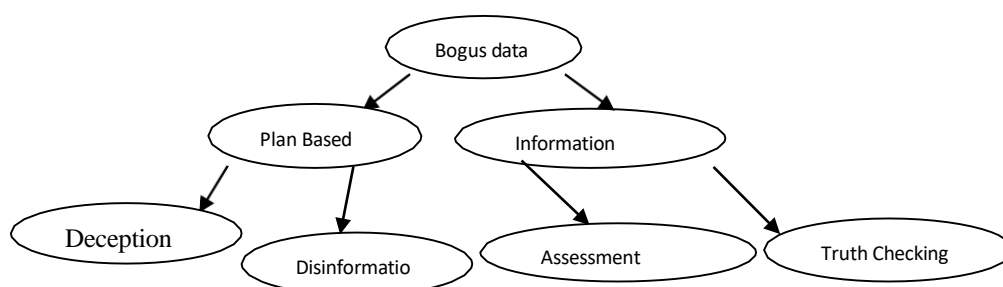 Bogus data
Plan Based
Information
Deception
Disinformatio
Assessment
Truth Checking